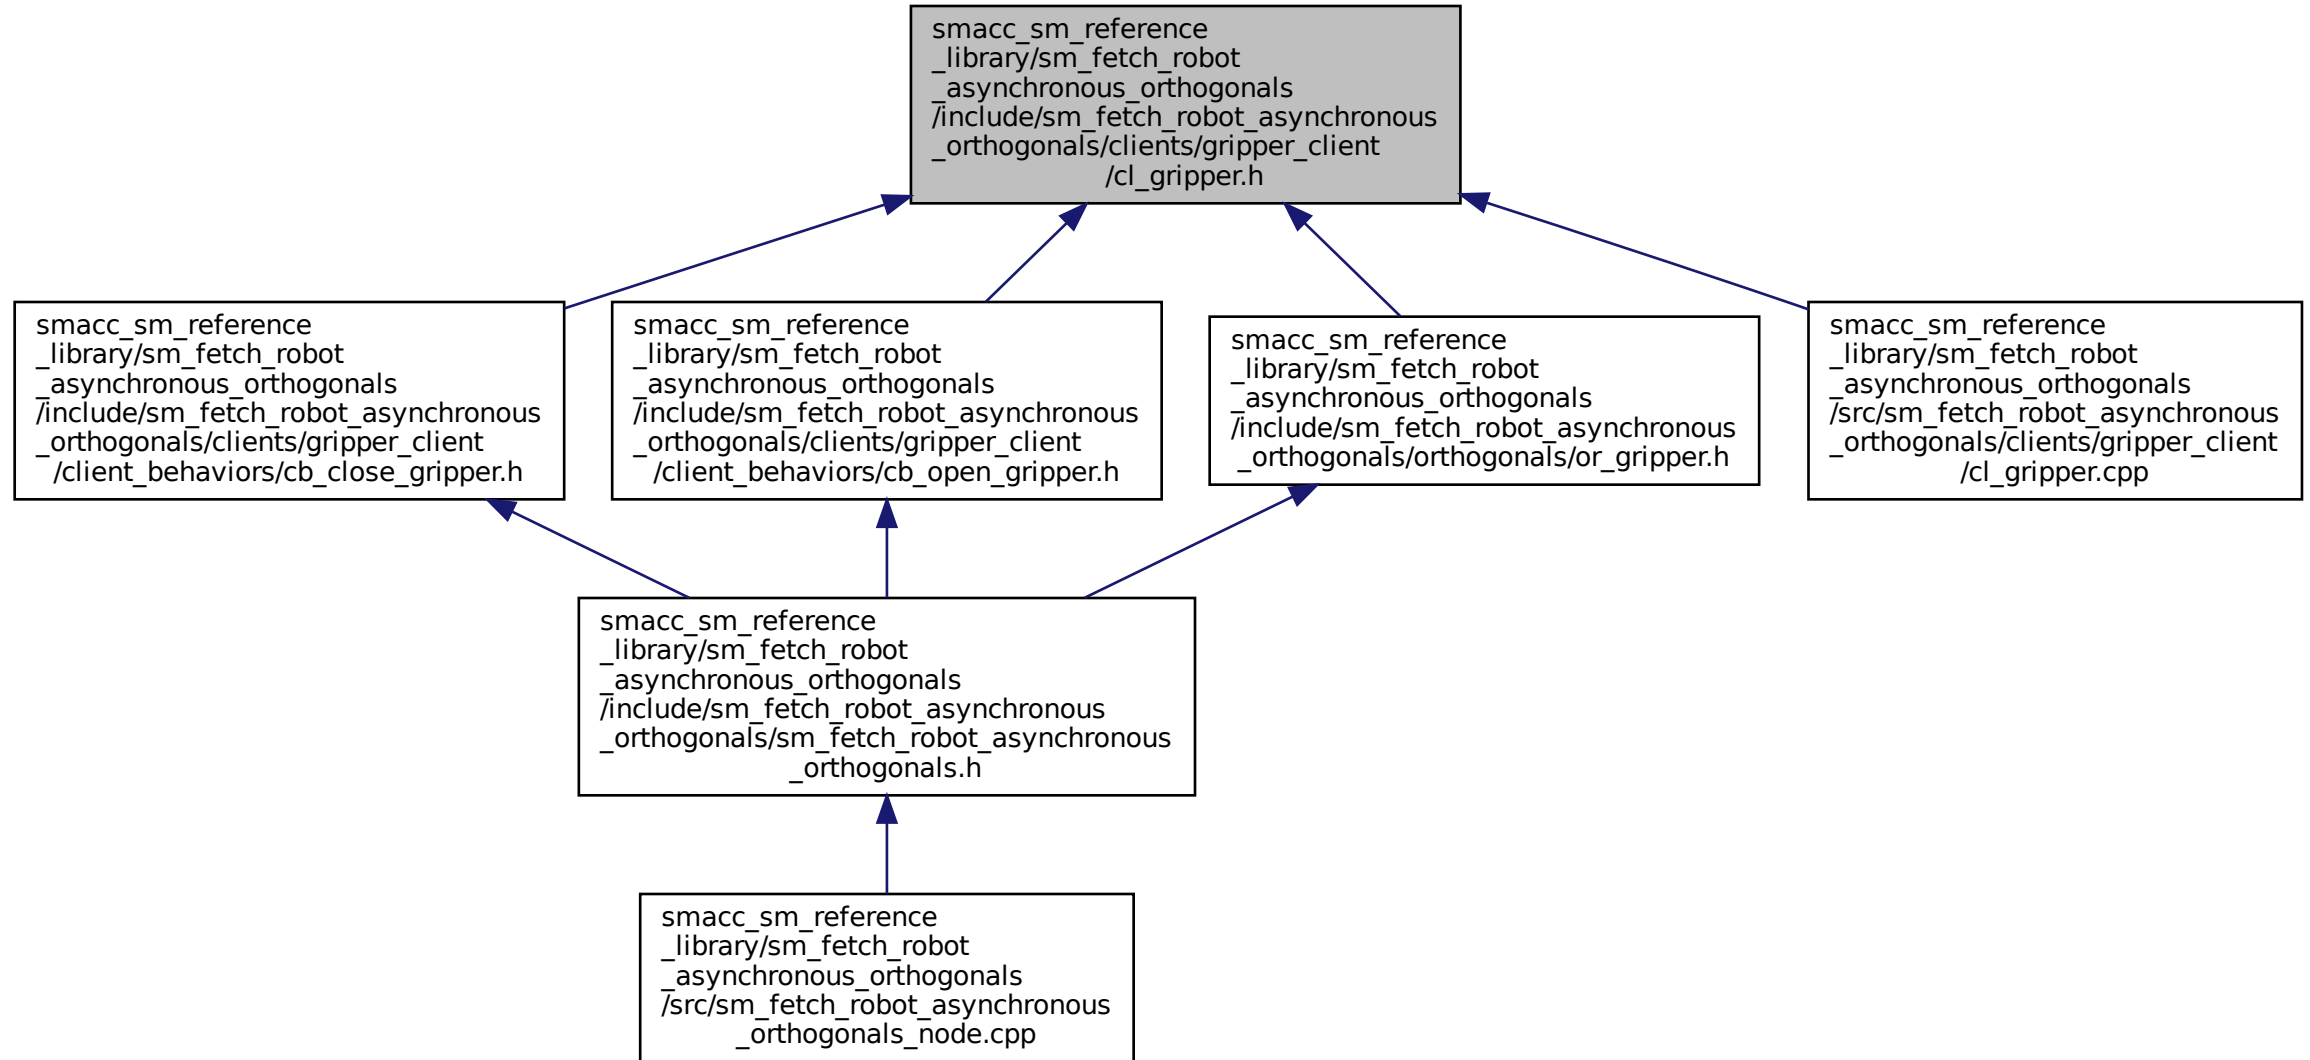 smacc_sm_reference
_library/sm_fetch_robot
_asynchronous_orthogonals
/include/sm_fetch_robot_asynchronous
_orthogonals/clients/gripper_client
/cl_gripper.h
smacc_sm_reference
_library/sm_fetch_robot
_asynchronous_orthogonals
/include/sm_fetch_robot_asynchronous
_orthogonals/clients/gripper_client
/client_behaviors/cb_close_gripper.h
smacc_sm_reference
_library/sm_fetch_robot
_asynchronous_orthogonals
/include/sm_fetch_robot_asynchronous
_orthogonals/clients/gripper_client
/client_behaviors/cb_open_gripper.h
smacc_sm_reference
_library/sm_fetch_robot
_asynchronous_orthogonals
/include/sm_fetch_robot_asynchronous
_orthogonals/orthogonals/or_gripper.h
smacc_sm_reference
_library/sm_fetch_robot
_asynchronous_orthogonals
/src/sm_fetch_robot_asynchronous
_orthogonals/clients/gripper_client
/cl_gripper.cpp
smacc_sm_reference
_library/sm_fetch_robot
_asynchronous_orthogonals
/include/sm_fetch_robot_asynchronous
_orthogonals/sm_fetch_robot_asynchronous
_orthogonals.h
smacc_sm_reference
_library/sm_fetch_robot
_asynchronous_orthogonals
/src/sm_fetch_robot_asynchronous
_orthogonals_node.cpp